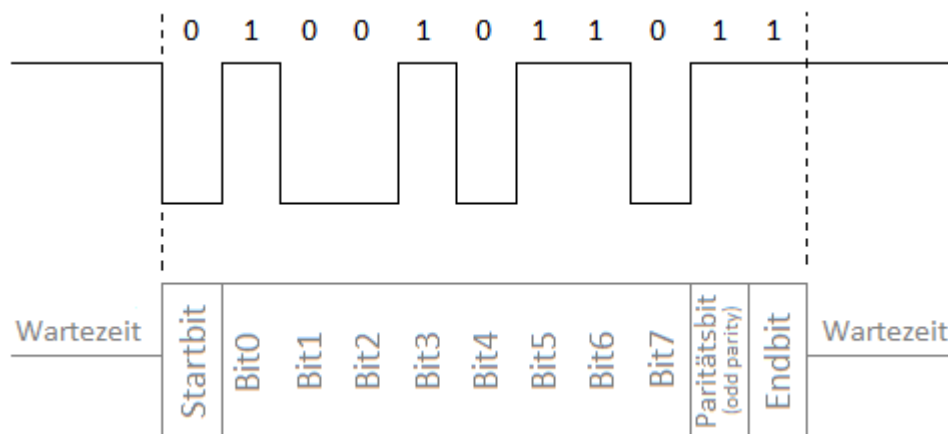 0 1 0 0 1 0 1 1 0 1 1
Wartezeit
Startbit
Bit0
Bit1
Bit2
Bit3
Bit4
Bit5
Bit6
Bit7
Paritätsbit
(odd parity)
Endbit
Wartezeit